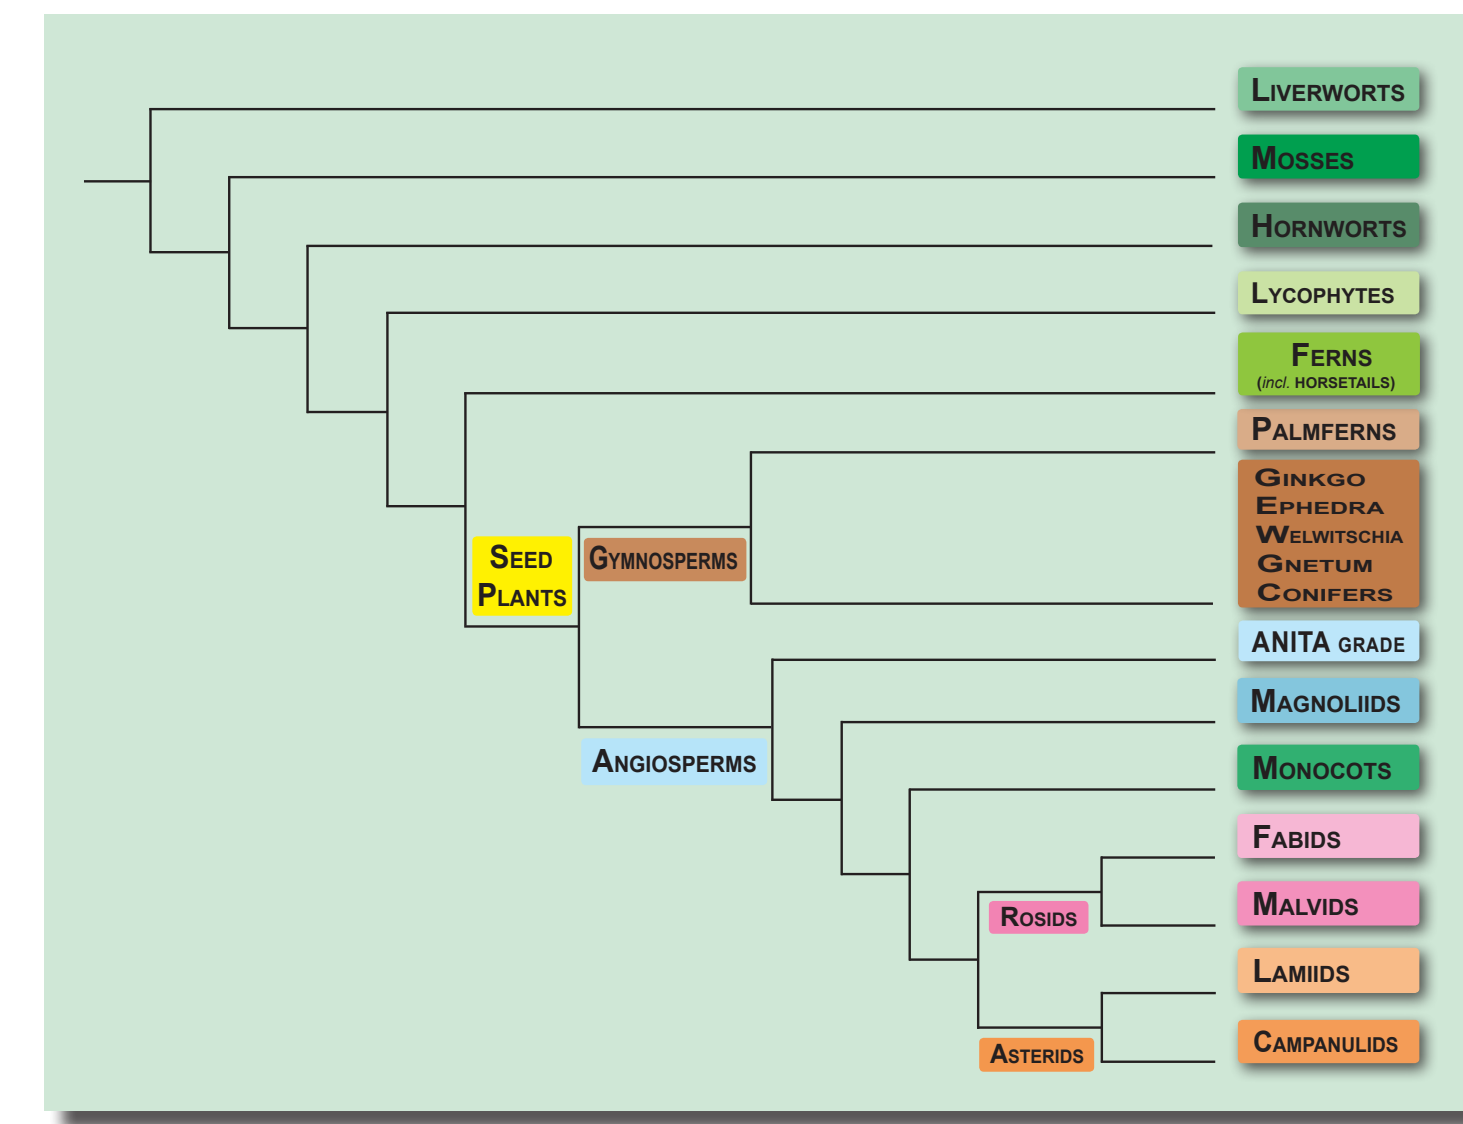 LIVERWORTS
MOSSES
HORNWORTS
LYCOPHYTES
FERNS
(incl. HORSETAILS)
PALMFERNS
GINKGO
EPHEDRA
WELWITSCHIA
GNETUM
CONIFERS
SEED
PLANTS
GYMNOSPERMS
ANITA GRADE
MAGNOLIIDS
ANGIOSPERMS
MONOCOTS
FABIDS
MALVIDS
ROSIDS
LAMIIDS
CAMPANULIDS
ASTERIDS